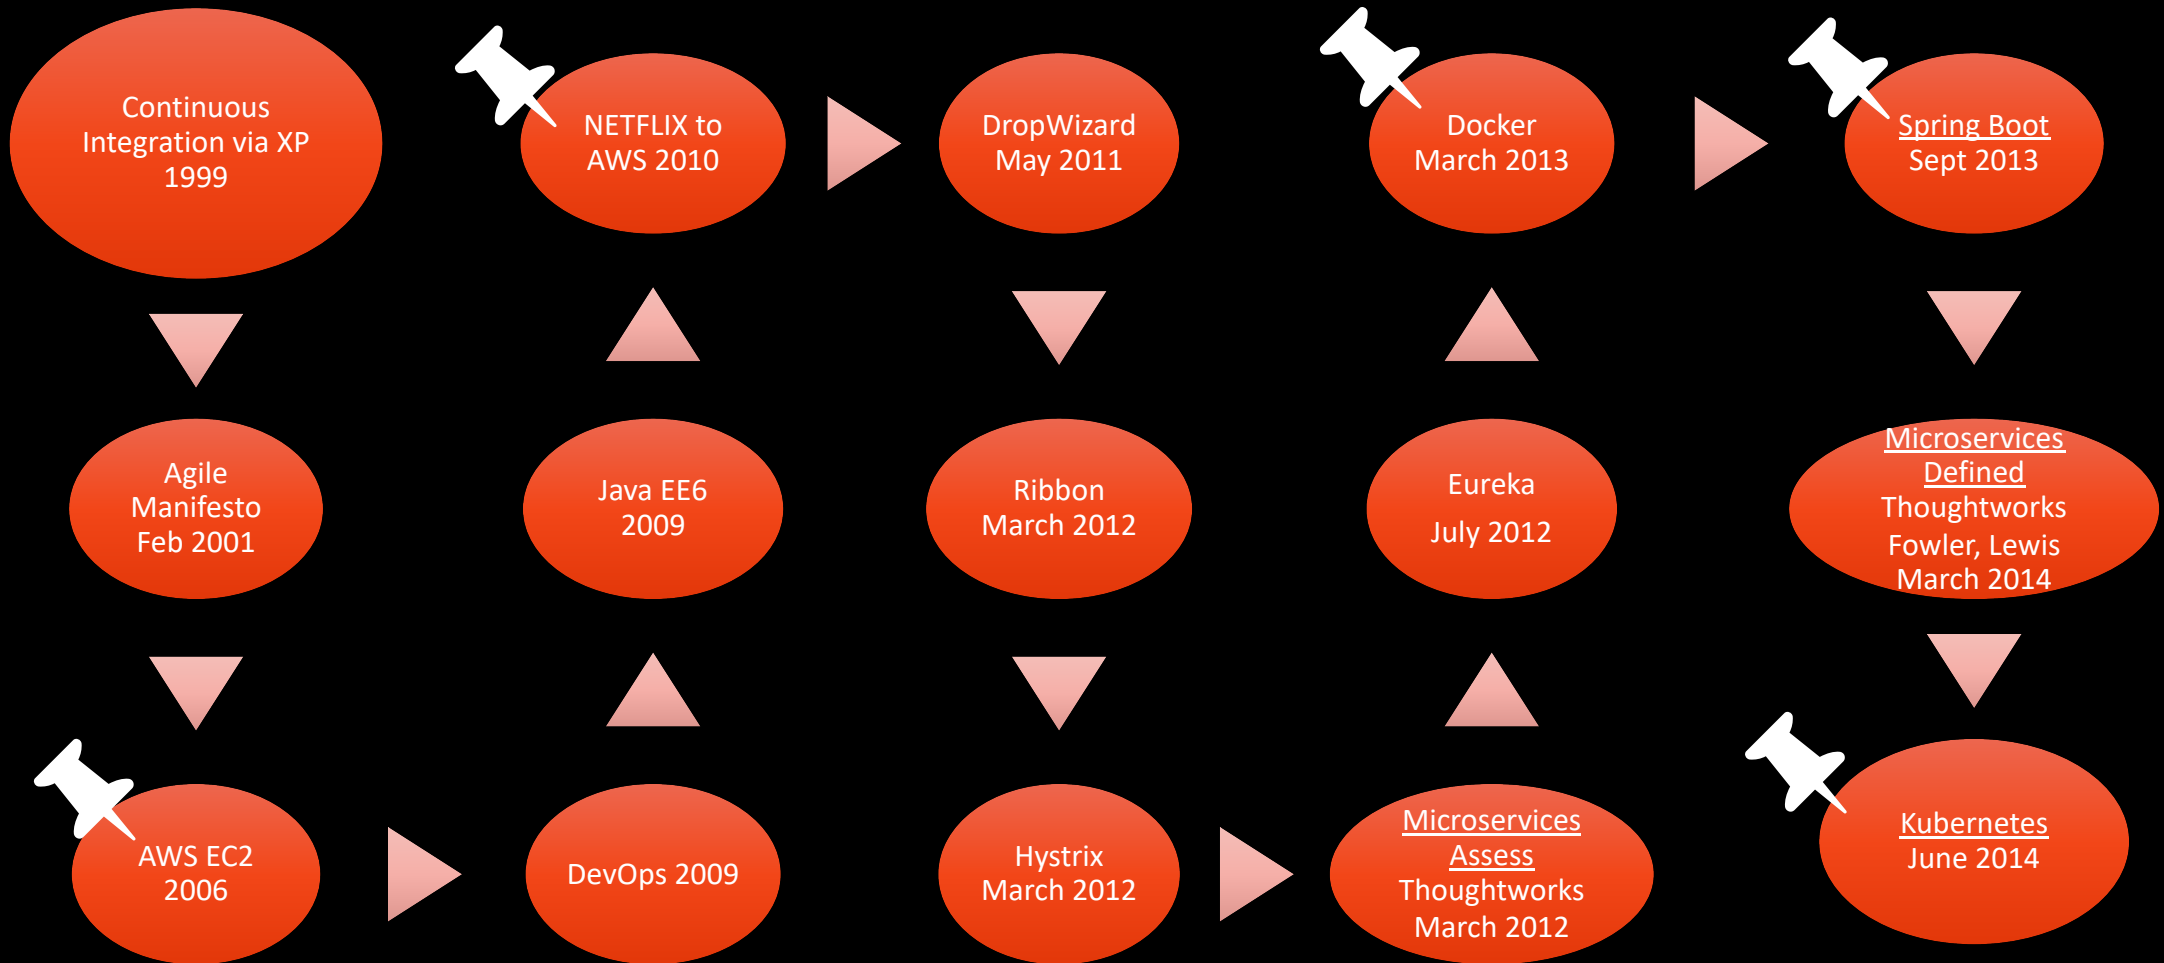 Continuous
Integration via XP
1999
Agile
Manifesto
Feb 2001
AWS EC2
2006
DevOps 2009
Java EE6
2009
NETFLIX to
AWS 2010
DropWizard
May 2011
Ribbon
March 2012
Hystrix
March 2012
Microservices
Assess
Thoughtworks
March 2012
Eureka
July 2012
Docker
March 2013
Spring Boot
Sept 2013
Microservices
Defined
Thoughtworks
Fowler, Lewis
March 2014
Kubernetes
June 2014